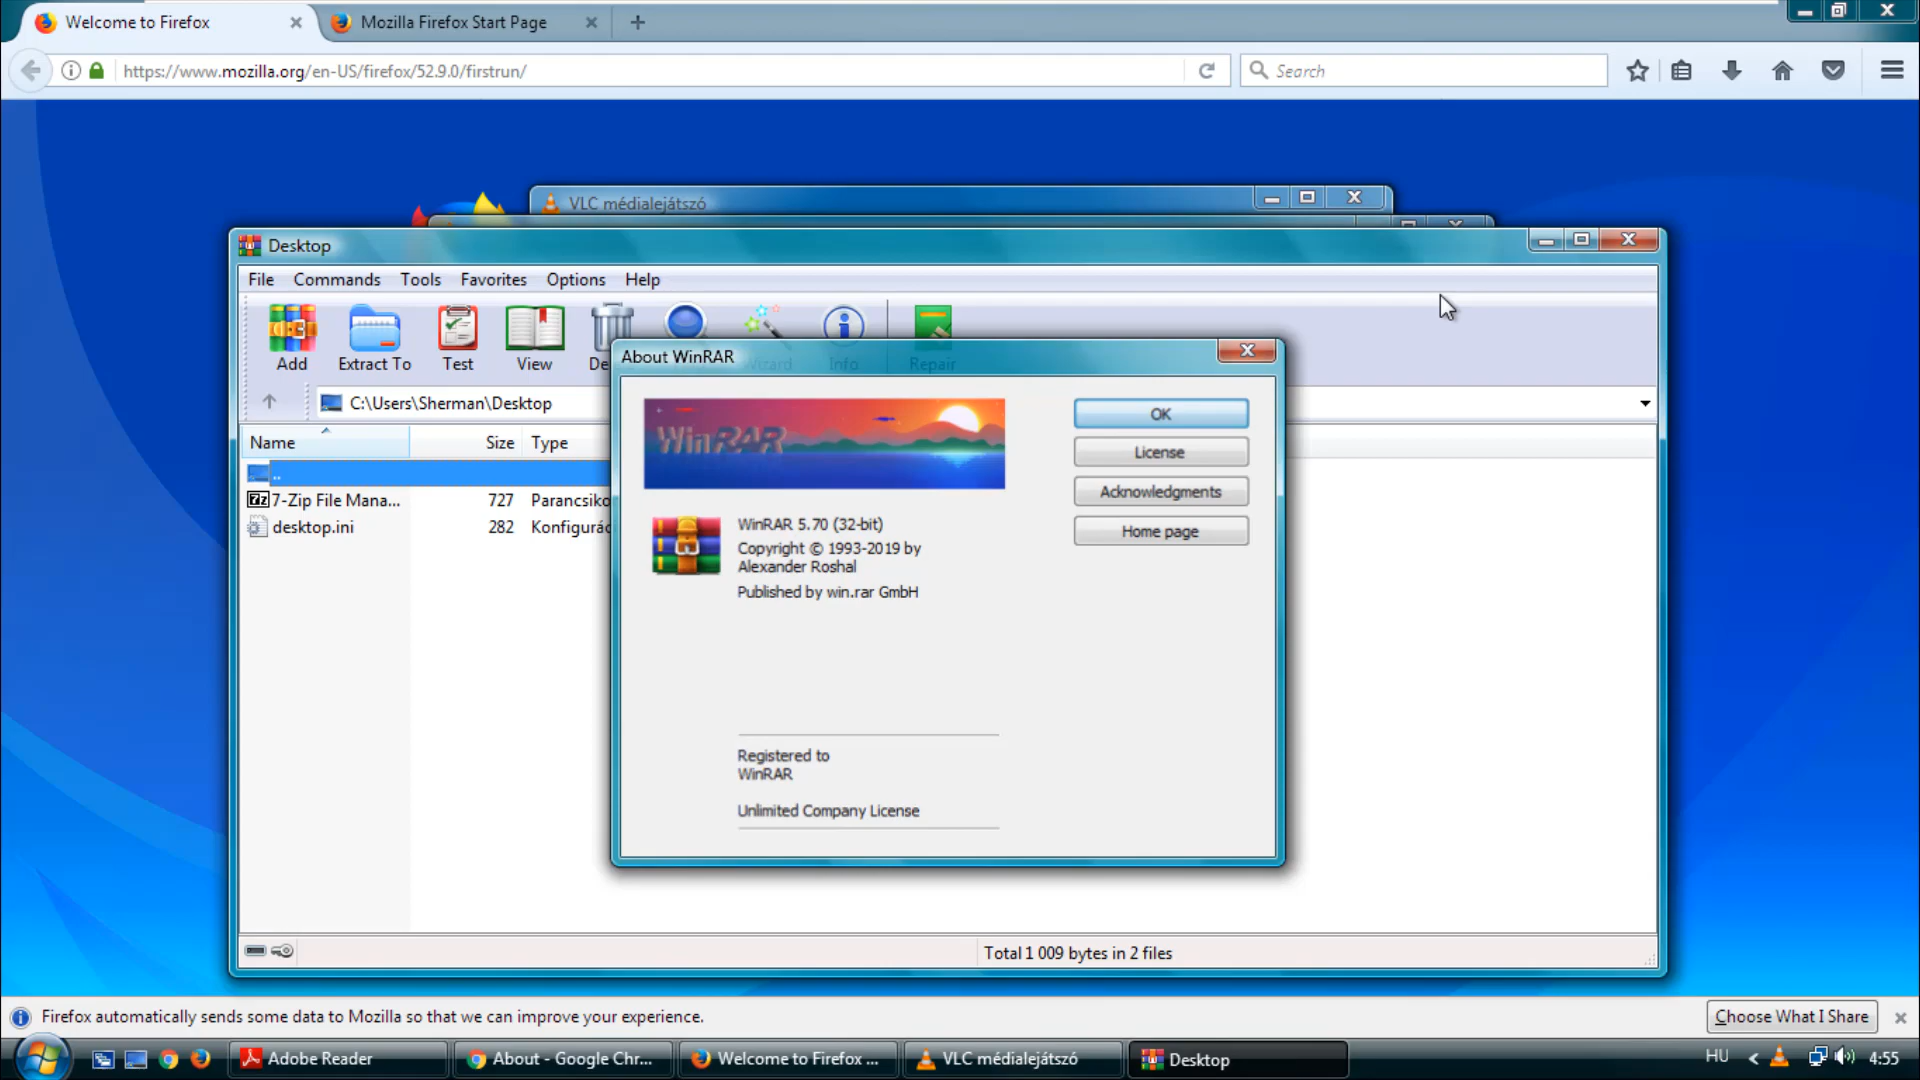 Welcome to Firefox
Mozilla Firefox Start Page
https://www.mozilla.org/en-US/firefox/52.9.0/firstrun/
Search
VLC médialejátszó
Desktop
File Commands Tools Favorites Options Help
Add Extract To Test View De Wizard Info Repair
C:\Users\Sherman\Desktop
Name Size Type
..
7-Zip File Mana... 727 Parancsiko
desktop.ini 282 Konfigurác
About WinRAR
WinRAR
WinRAR 5.70 (32-bit)
Copyright © 1993-2019 by
Alexander Roshal
Published by win.rar GmbH
Registered to
WinRAR
Unlimited Company License
OK
License
Acknowledgments
Home page
Total 1 009 bytes in 2 files
Firefox automatically sends some data to Mozilla so that we can improve your experience.
Choose What I Share
Adobe Reader
About - Google Chr...
Welcome to Firefox ...
VLC médialejátszó
Desktop
HU
4:55